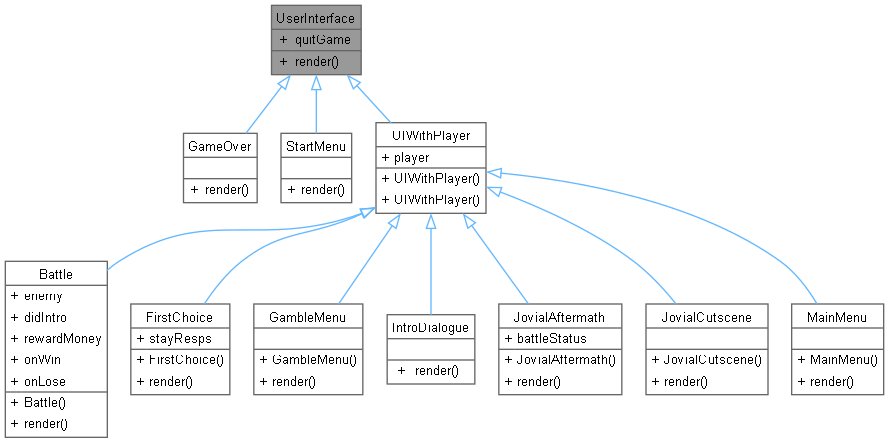 UserInterface
+ quitGame
+ render()
GameOver
+ render()
StartMenu
+ render()
UIWithPlayer
+ player
+ UIWithPlayer()
+ UIWithPlayer()
Battle
+ enemy
+ didIntro
+ rewardMoney
+ onWin
+ onLose
+ Battle()
+ render()
FirstChoice
+ stayResps
+ FirstChoice()
+ render()
GambleMenu
+ GambleMenu()
+ render()
IntroDialogue
+ render()
JovialAftermath
+ battleStatus
+ JovialAftermath()
+ render()
JovialCutscene
+ JovialCutscene()
+ render()
MainMenu
+ MainMenu()
+ render()